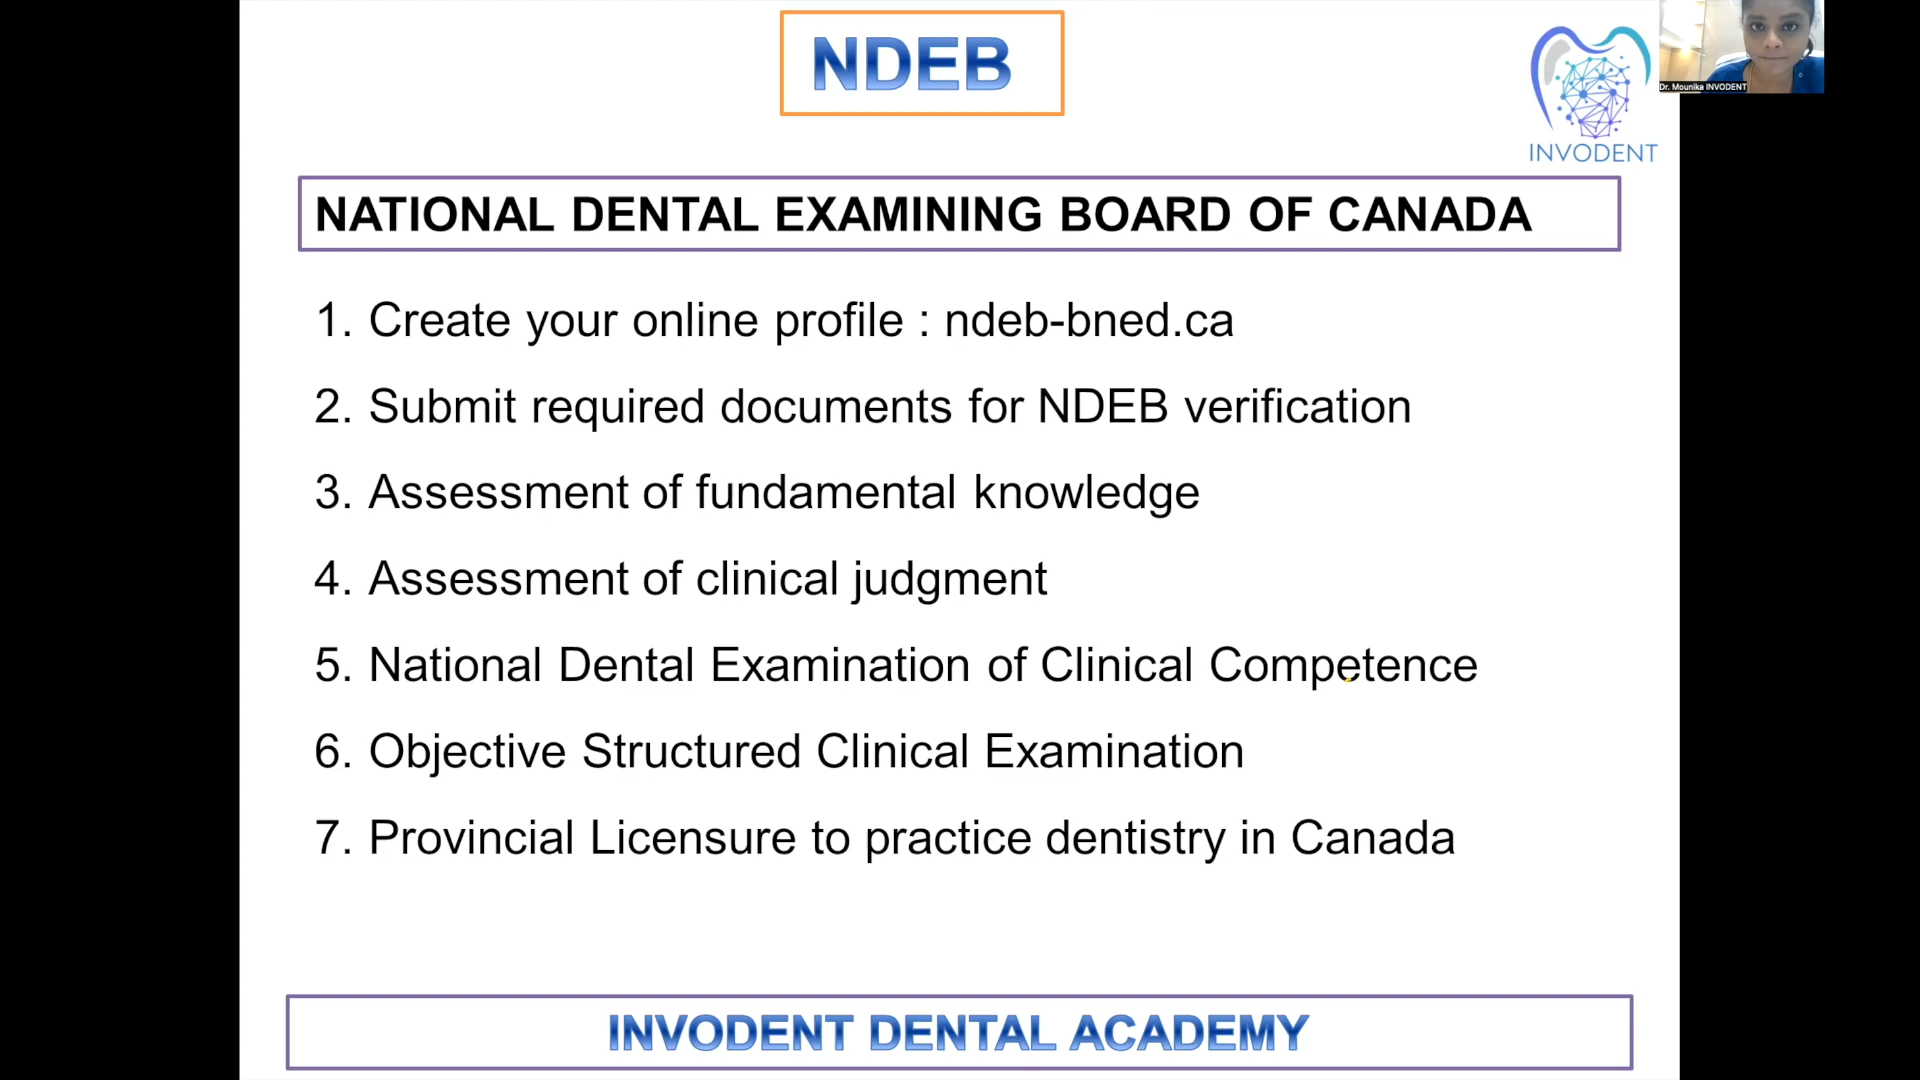 NDEB
INVODENT
Dr. Mounika INVODENT
NATIONAL DENTAL EXAMINING BOARD OF CANADA
1. Create your online profile : ndeb-bned.ca
2. Submit required documents for NDEB verification
3. Assessment of fundamental knowledge
4. Assessment of clinical judgment
5. National Dental Examination of Clinical Competence
6. Objective Structured Clinical Examination
7. Provincial Licensure to practice dentistry in Canada
INVODENT DENTAL ACADEMY